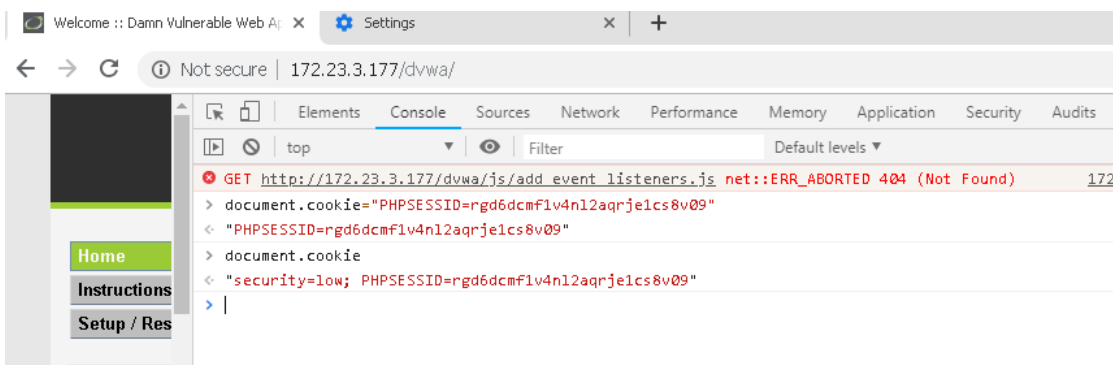 Welcome :: Damn Vulnerable Web Ap Settings
Not secure | 172.23.3.177/dvwa/
Elements Console Sources Network Performance Memory Application Security Audits
top Filter Default levels ▼
GET http://172.23.3.177/dvwa/js/add_event_listeners.js net::ERR_ABORTED 404 (Not Found) 172
> document.cookie="PHPSESSID=rgd6dcmf1v4nl2aqrje1cs8v09"
< "PHPSESSID=rgd6dcmf1v4nl2aqrje1cs8v09"
> document.cookie
< "security=low; PHPSESSID=rgd6dcmf1v4nl2aqrje1cs8v09"
>
Home
Instructions
Setup / Res